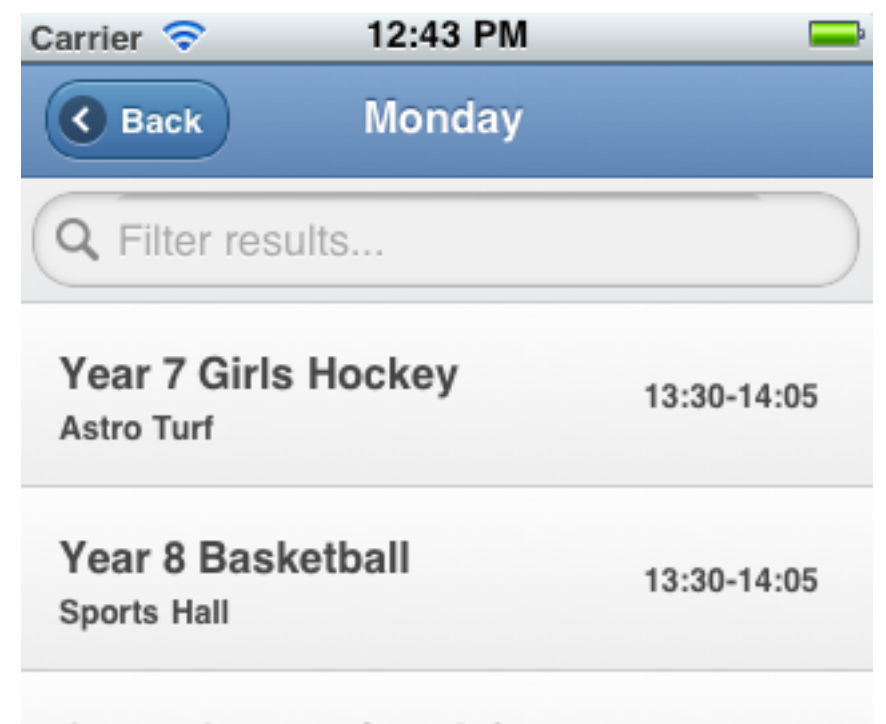 Carrier 12:43 PM
Back Monday
Filter results...
Year 7 Girls Hockey
13:30-14:05
Astro Turf
Year 8 Basketball
13:30-14:05
Sports Hall